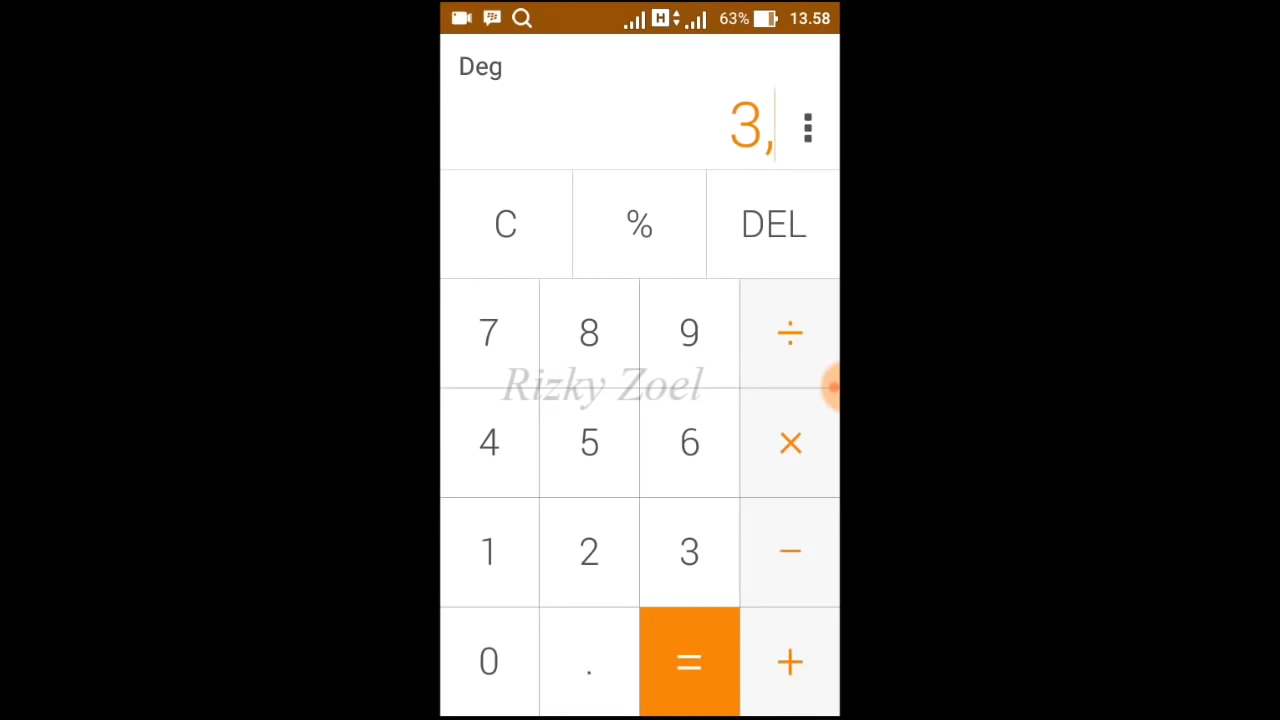 H 63% 13.58
Deg
3,
C % DEL
7 8 9 ÷
Rizky Zoel
4 5 6 ×
1 2 3 −
0 . = +